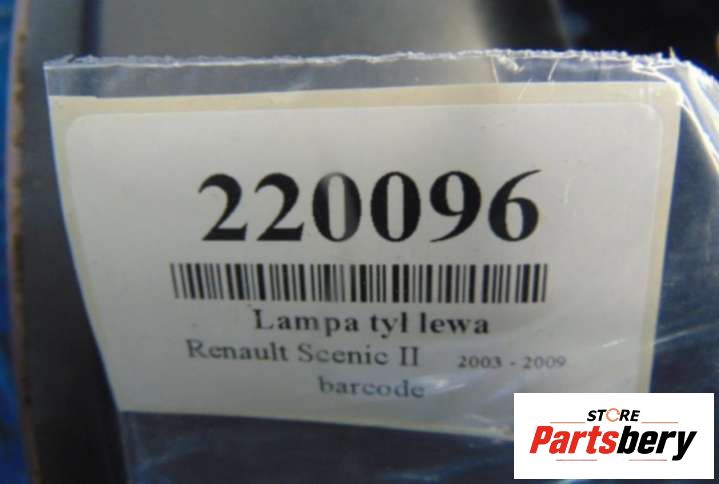 220096
Lampa tył lewa
Renault Scenic II 2003 - 2009
barcode
STORE
Partsbery